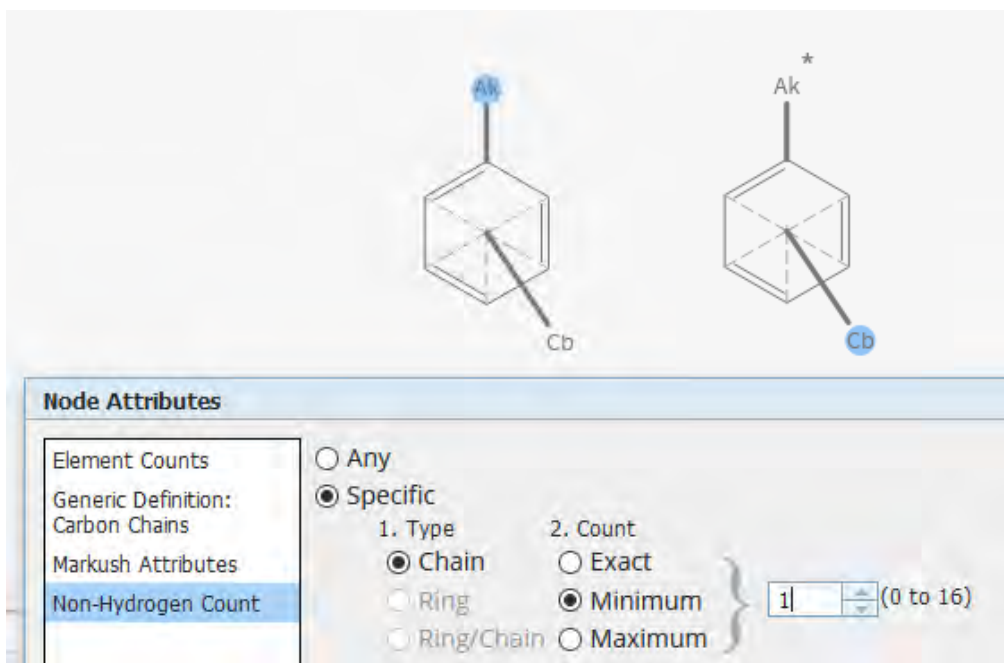 *
Ak Ak
Cb Cb
Node Attributes
Element Counts
Generic Definition:
Carbon Chains
Markush Attributes
Non-Hydrogen Count
Any
Specific
1. Type 2. Count
Chain Exact
Ring Minimum 1 (0 to 16)
Ring/Chain Maximum